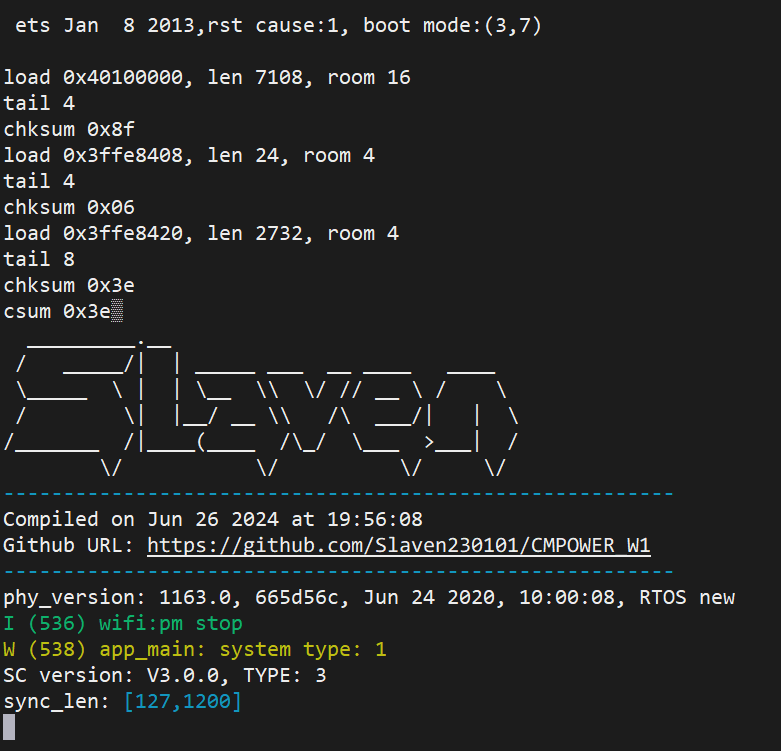 ets Jan  8 2013,rst cause:1, boot mode:(3,7)
load 0x40100000, len 7108, room 16
tail 4
chksum 0x8f
load 0x3ffe8408, len 24, room 4
tail 4
chksum 0x06
load 0x3ffe8420, len 2732, room 4
tail 8
chksum 0x3e
csum 0x3e
Slaven
--------------------------------------------------------
Compiled on Jun 26 2024 at 19:56:08
Github URL: https://github.com/Slaven230101/CMPOWER_W1
--------------------------------------------------------
phy_version: 1163.0, 665d56c, Jun 24 2020, 10:00:08, RTOS new
I (536) wifi:pm stop
W (538) app_main: system type: 1
SC version: V3.0.0, TYPE: 3
sync_len: [127,1200]